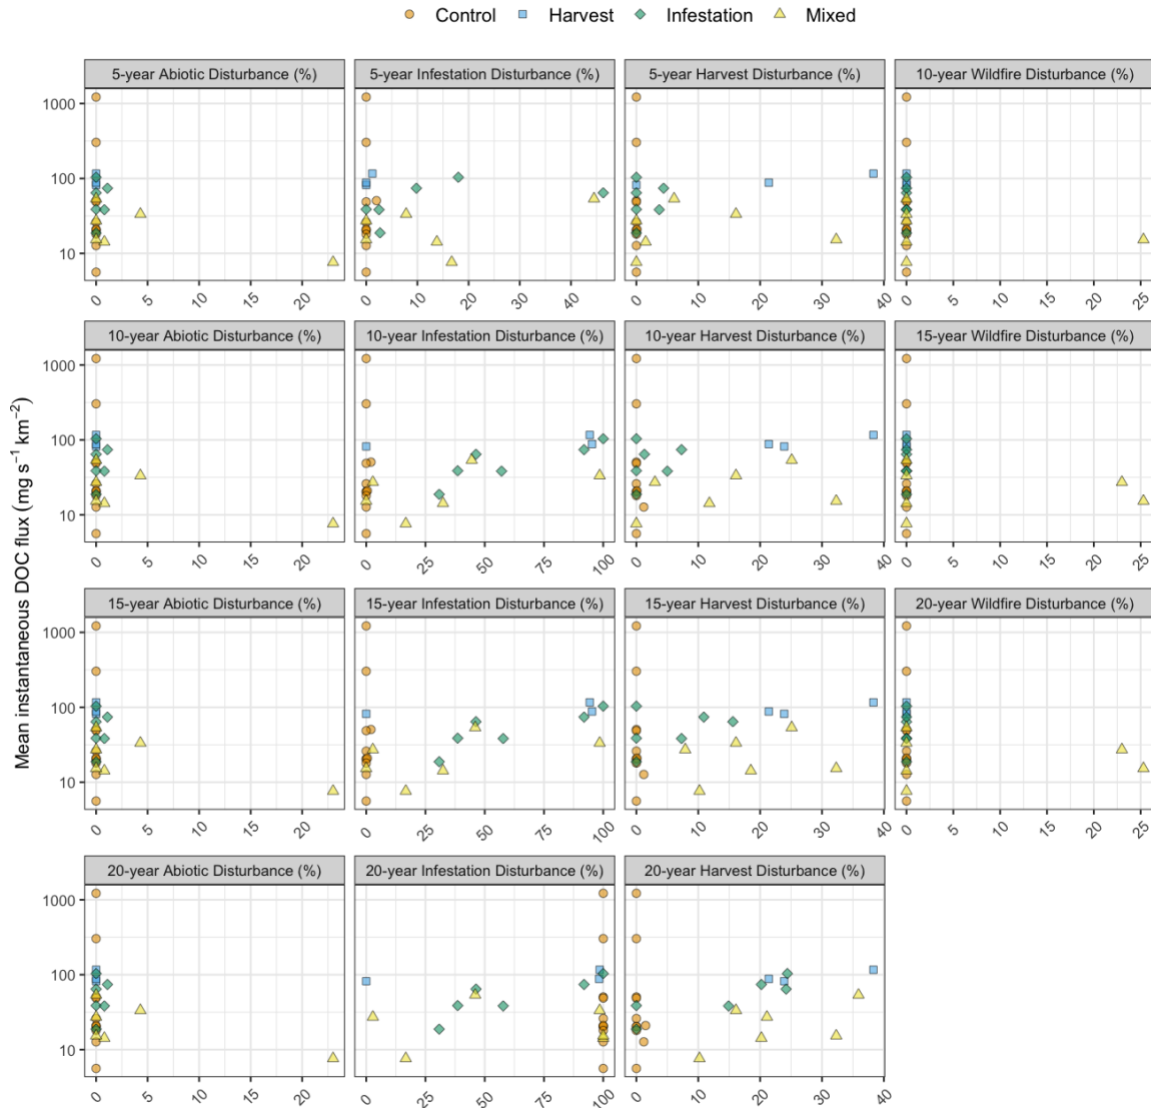 Control Harvest Infestation Mixed
5-year Abiotic Disturbance (%) 5-year Infestation Disturbance (%) 5-year Harvest Disturbance (%) 10-year Wildfire Disturbance (%)
1000
100
10
0 5 10 15 20 0 20 40 0 10 20 30 40 0 5 10 15 20 25
10-year Abiotic Disturbance (%) 10-year Infestation Disturbance (%) 10-year Harvest Disturbance (%) 15-year Wildfire Disturbance (%)
1000
100
10
0 5 10 15 20 0 25 50 75 100 0 10 20 30 40 0 5 10 15 20 25
Mean instantaneous DOC flux (mg s⁻¹ km⁻²)
15-year Abiotic Disturbance (%) 15-year Infestation Disturbance (%) 15-year Harvest Disturbance (%) 20-year Wildfire Disturbance (%)
1000
100
10
0 5 10 15 20 0 25 50 75 100 0 10 20 30 40 0 5 10 15 20 25
20-year Abiotic Disturbance (%) 20-year Infestation Disturbance (%) 20-year Harvest Disturbance (%)
1000
100
10
0 5 10 15 20 0 25 50 75 100 0 10 20 30 40